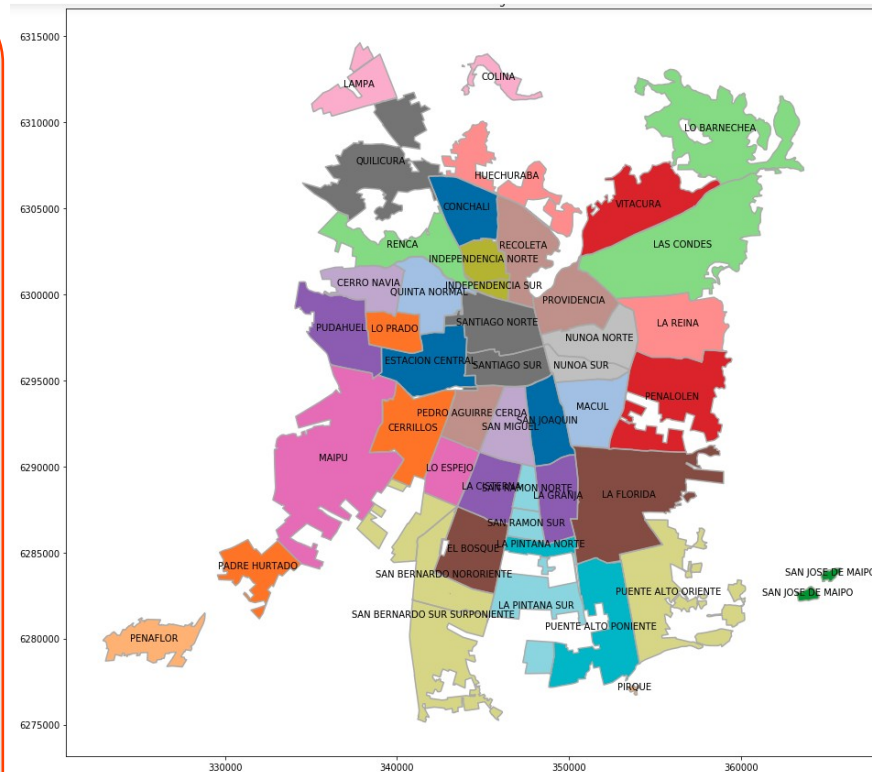 6315000
LAMPA
COLINA
6310000
LO BARNECHEA
QUILICURA
HUECHURABA
6305000
CONCHALI
VITACURA
RENCA
RECOLETA
LAS CONDES
INDEPENDENCIA NORTE
CERRO NAVIA
QUINTA NORMAL
INDEPENDENCIA SUR
6300000
PROVIDENCIA
PUDAHUEL
LO PRADO
SANTIAGO NORTE
LA REINA
NUNOA NORTE
ESTACION CENTRAL
SANTIAGO SUR
NUNOA SUR
6295000
PENALOLEN
PEDRO AGUIRRE CERDA
MACUL
CERRILLOS
SAN MIGUEL
SAN JOAQUIN
MAIPU
LO ESPEJO
6290000
LA CISTERNA
SAN RAMON NORTE
LA GRANJA
LA FLORIDA
SAN RAMON SUR
EL BOSQUE
LA PINTANA NORTE
6285000
PADRE HURTADO
SAN BERNARDO NORORIENTE
SAN JOSE DE MAIPO
PUENTE ALTO ORIENTE
SAN JOSE DE MAIPO
LA PINTANA SUR
SAN BERNARDO SUR SURPONIENTE
PUENTE ALTO PONIENTE
6280000
PENAFLOR
PIRQUE
6275000
330000
340000
350000
360000